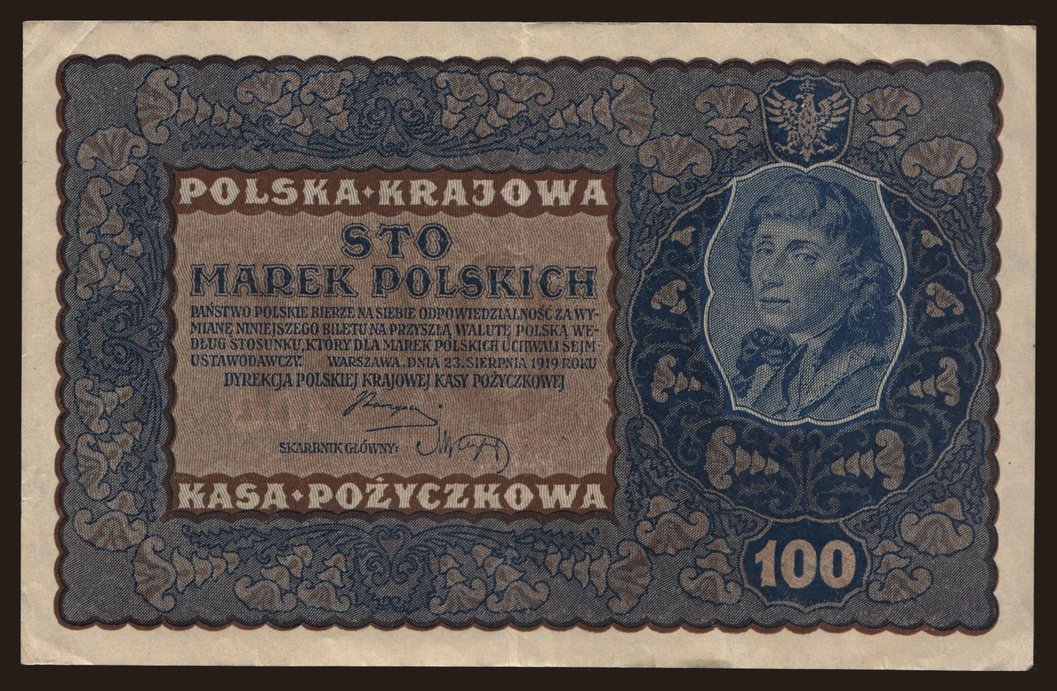 POLSKA·KRAJOWA
STO
MAREK POLSKICH
PAŃSTWO POLSKIE BIERZE NA SIEBIE ODPOWIEDZIALNOŚĆ ZA WY-
MIANE NINIEJSZEGO BILETU NA PRZYSZŁĄ WALUTĘ POLSKĄ WE-
DŁUG STOSUNKU, KTÓRY DLA MAREK POLSKICH UCHWALI SEJM
USTAWODAWCZY. WARSZAWA, DNIA 23. SIERPNIA 1919 ROKU
DYREKCJA POLSKIEJ KRAJOWEJ KASY POŻYCZKOWEJ
SKARBNIK GŁÓWNY:
KASA·POŻYCZKOWA
100